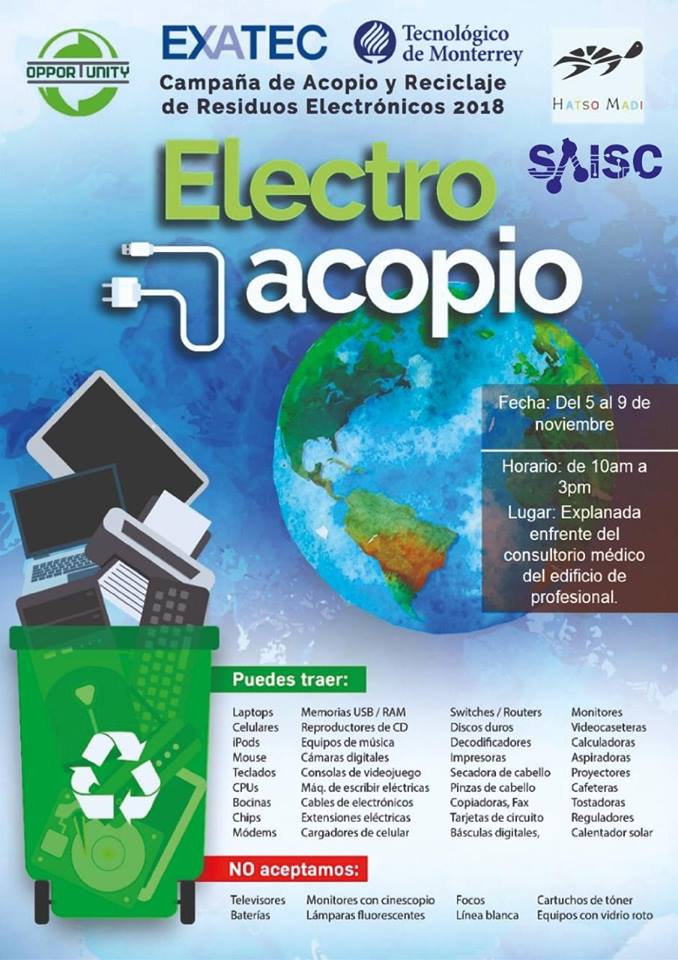 OPPORTUNITY
EXATEC
Tecnológico
de Monterrey
HATSO MADI
Campaña de Acopio y Reciclaje
de Residuos Electrónicos 2018
SAISC
Electro
acopio
Fecha: Del 5 al 9 de
noviembre
Horario: de 10am a
3pm
Lugar: Explanada
enfrente del
consultorio médico
del edificio de
profesional.
Puedes traer:
Laptops Memorias USB / RAM Switches / Routers Monitores
Celulares Reproductores de CD Discos duros Videocaseteras
iPods Equipos de música Decodificadores Calculadoras
Mouse Cámaras digitales Impresoras Aspiradoras
Teclados Consolas de videojuego Secadora de cabello Proyectores
CPUs Máq. de escribir eléctricas Pinzas de cabello Cafeteras
Bocinas Cables de electrónicos Copiadoras, Fax Tostadoras
Chips Extensiones eléctricas Tarjetas de circuito Reguladores
Módems Cargadores de celular Básculas digitales, Calentador solar
NO aceptamos:
Televisores Monitores con cinescopio Focos Cartuchos de tóner
Baterías Lámparas fluorescentes Línea blanca Equipos con vidrio roto